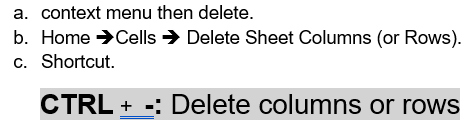 a. context menu then delete.
b. Home ➔Cells ➔ Delete Sheet Columns (or Rows).
c. Shortcut.
CTRL + -: Delete columns or rows